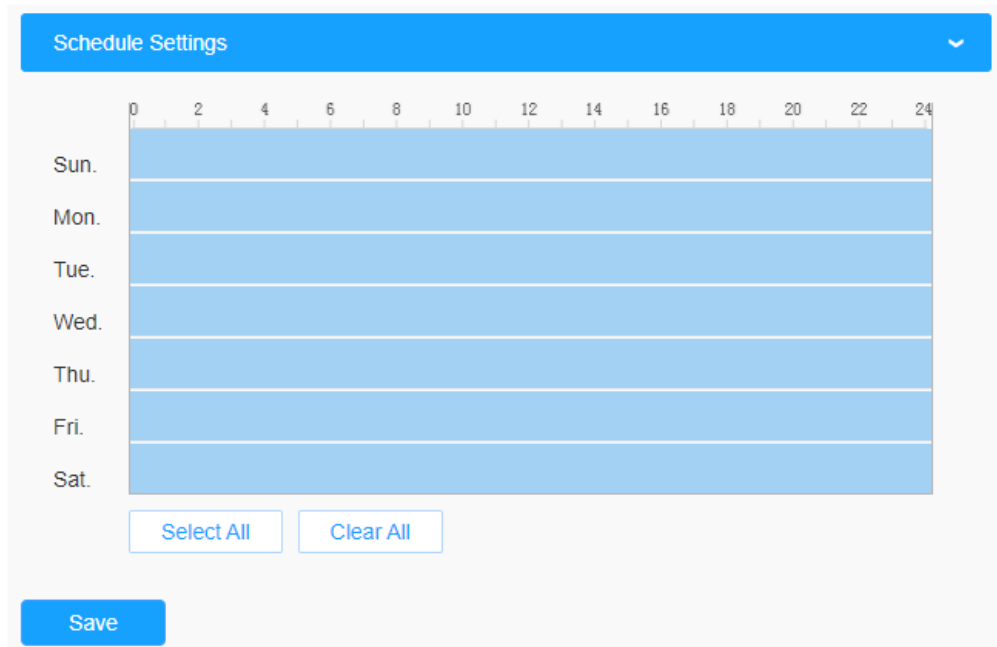 Schedule Settings
0 2 4 6 8 10 12 14 16 18 20 22 24
Sun.
Mon.
Tue.
Wed.
Thu.
Fri.
Sat.
Select All Clear All
Save